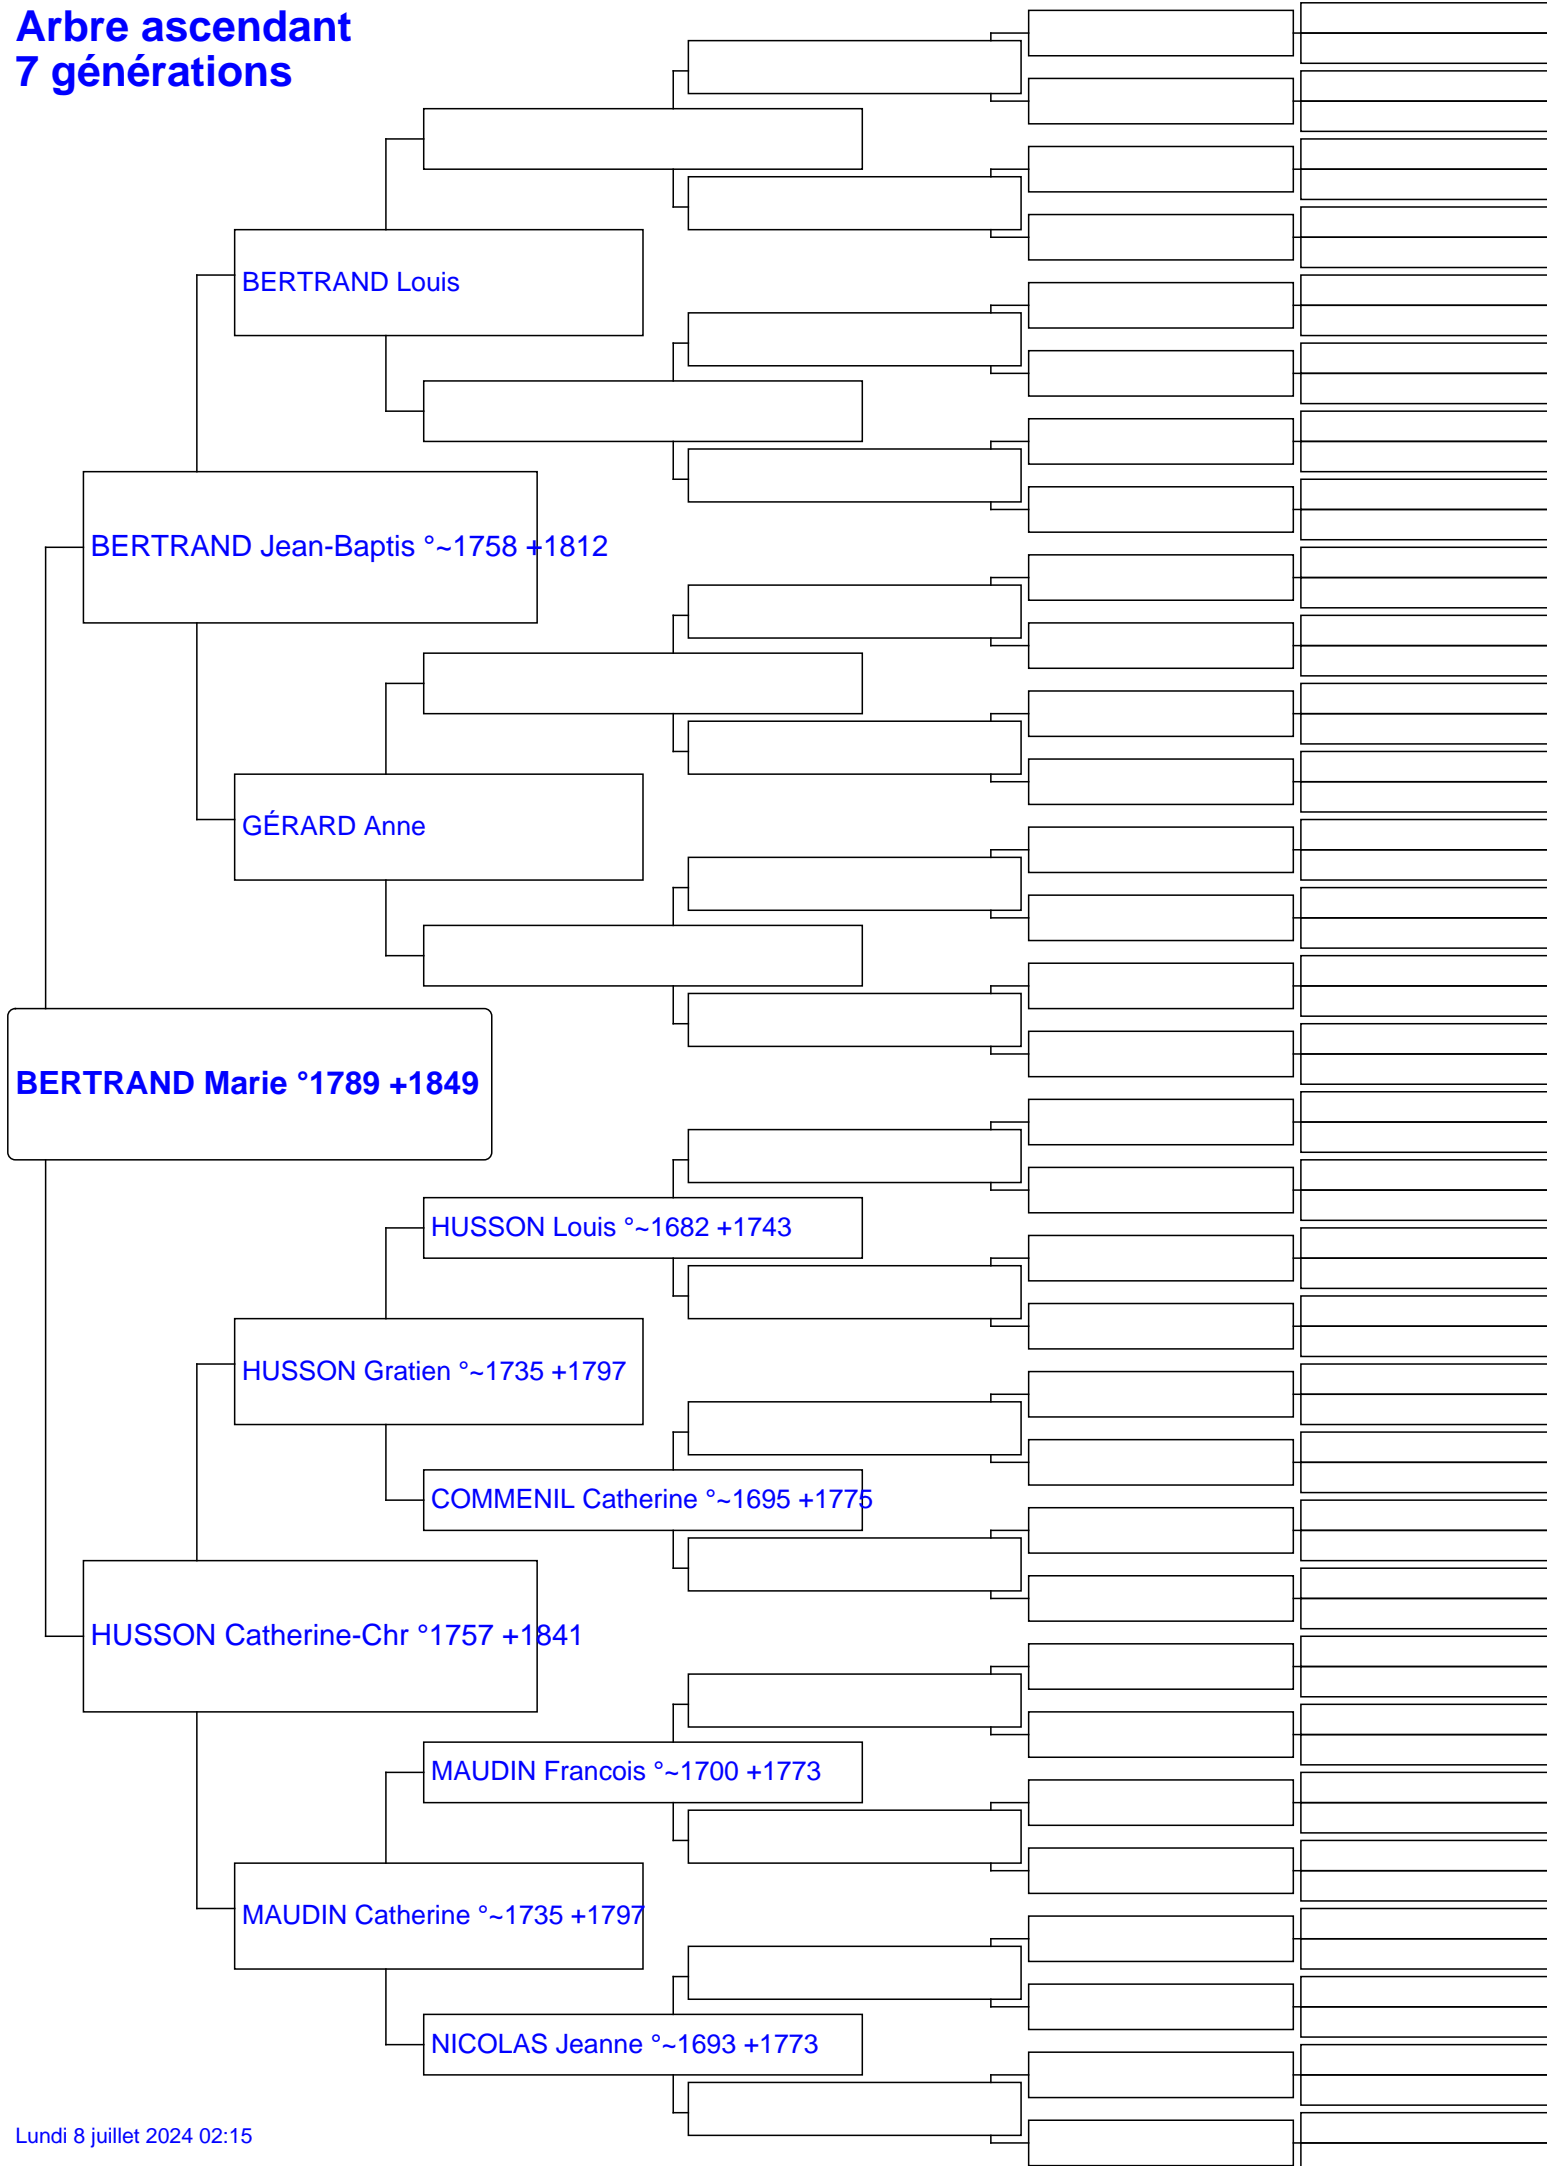 Arbre ascendant
7 générations
BERTRAND Louis
BERTRAND Jean-Baptis °~1758 +1812
GÉRARD Anne
BERTRAND Marie °1789 +1849
HUSSON Louis °~1682 +1743
HUSSON Gratien °~1735 +1797
COMMENIL Catherine °~1695 +1775
HUSSON Catherine-Chr °1757 +1841
MAUDIN Francois °~1700 +1773
MAUDIN Catherine °~1735 +1797
NICOLAS Jeanne °~1693 +1773
Lundi 8 juillet 2024 02:15